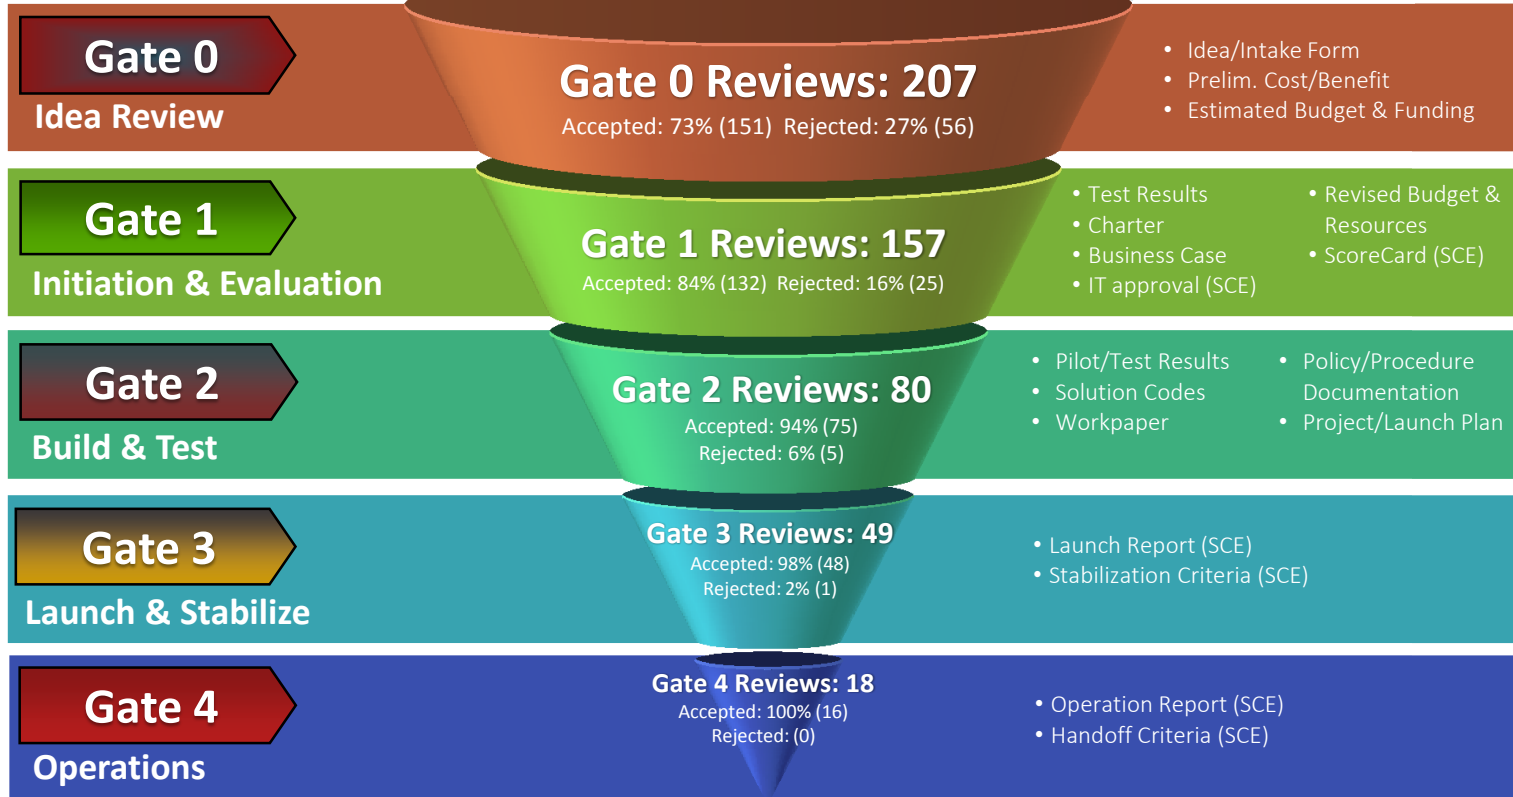 Gate 0
Idea Review
Gate 0 Reviews: 207
Accepted: 73% (151)  Rejected: 27% (56)
• Idea/Intake Form
• Prelim. Cost/Benefit
• Estimated Budget & Funding
Gate 1
Initiation & Evaluation
Gate 1 Reviews: 157
Accepted: 84% (132)  Rejected: 16% (25)
• Test Results
• Charter
• Business Case
• IT approval (SCE)
• Revised Budget &
Resources
• ScoreCard (SCE)
Gate 2
Build & Test
Gate 2 Reviews: 80
Accepted: 94% (75)
Rejected: 6% (5)
• Pilot/Test Results
• Solution Codes
• Workpaper
• Policy/Procedure
Documentation
• Project/Launch Plan
Gate 3
Launch & Stabilize
Gate 3 Reviews: 49
Accepted: 98% (48)
Rejected: 2% (1)
• Launch Report (SCE)
• Stabilization Criteria (SCE)
Gate 4
Operations
Gate 4 Reviews: 18
Accepted: 100% (16)
Rejected: (0)
• Operation Report (SCE)
• Handoff Criteria (SCE)